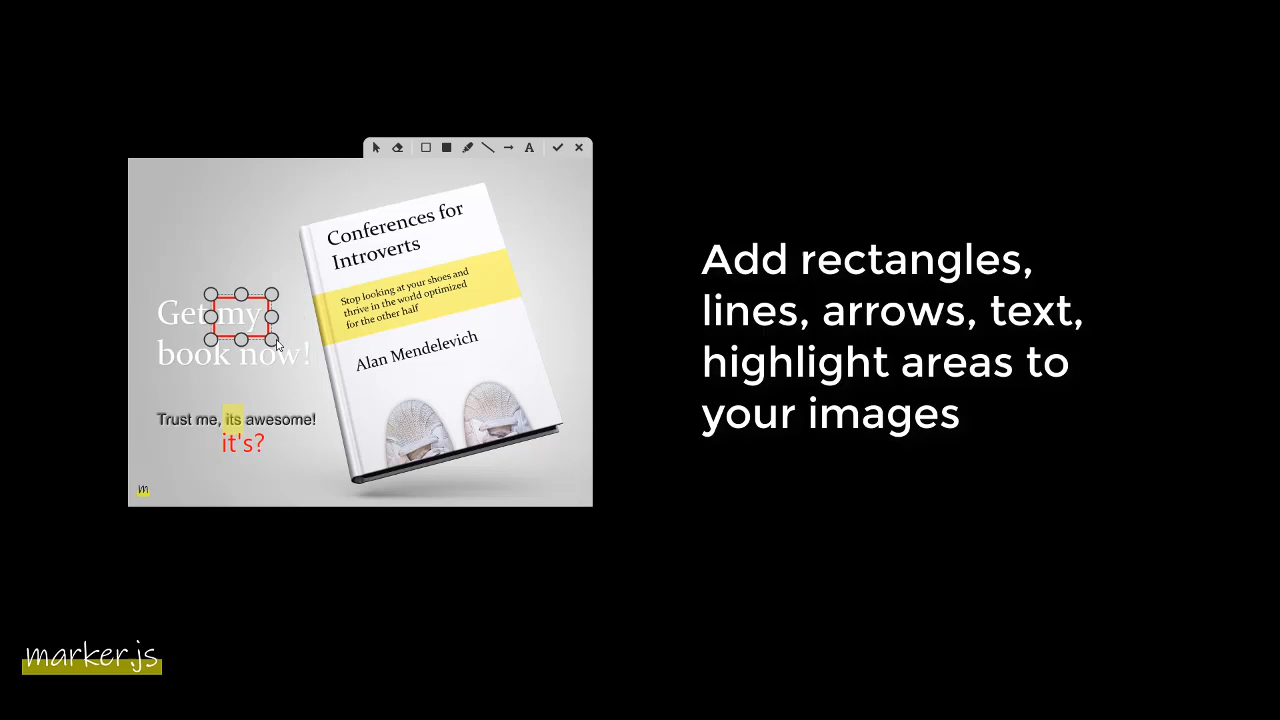 A
Conferences for
Introverts
Stop looking at your shoes and
thrive in the world optimized
for the other half
Alan Mendelevich
Get my
book now!
Trust me, its awesome!
it's?
m
Add rectangles,
lines, arrows, text,
highlight areas to
your images
marker.js